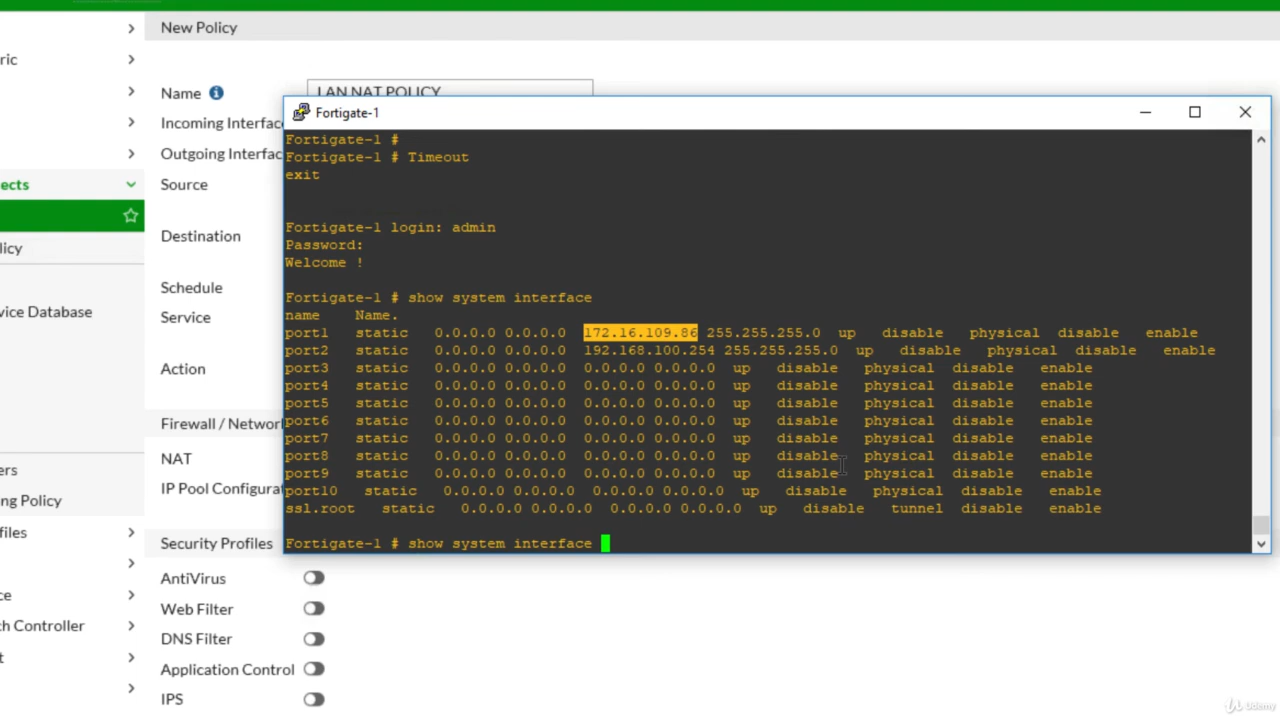 New Policy
ric
Name
LAN NAT POLICY
Incoming Interfac
Outgoing Interfac
ects
Source
Destination
licy
Schedule
Service
vice Database
Action
Firewall / Networ
NAT
ers
IP Pool Configurat
ng Policy
files
Security Profiles
AntiVirus
ce
Web Filter
ch Controller
DNS Filter
t
Application Control
IPS
Fortigate-1
Fortigate-1 #
Fortigate-1 # Timeout
exit
Fortigate-1 login: admin
Password:
Welcome !
Fortigate-1 # show system interface
name Name.
port1 static 0.0.0.0 0.0.0.0 172.16.109.86 255.255.255.0 up disable physical disable enable
port2 static 0.0.0.0 0.0.0.0 192.168.100.254 255.255.255.0 up disable physical disable enable
port3 static 0.0.0.0 0.0.0.0 0.0.0.0 0.0.0.0 up disable physical disable enable
port4 static 0.0.0.0 0.0.0.0 0.0.0.0 0.0.0.0 up disable physical disable enable
port5 static 0.0.0.0 0.0.0.0 0.0.0.0 0.0.0.0 up disable physical disable enable
port6 static 0.0.0.0 0.0.0.0 0.0.0.0 0.0.0.0 up disable physical disable enable
port7 static 0.0.0.0 0.0.0.0 0.0.0.0 0.0.0.0 up disable physical disable enable
port8 static 0.0.0.0 0.0.0.0 0.0.0.0 0.0.0.0 up disable physical disable enable
port9 static 0.0.0.0 0.0.0.0 0.0.0.0 0.0.0.0 up disable physical disable enable
port10 static 0.0.0.0 0.0.0.0 0.0.0.0 0.0.0.0 up disable physical disable enable
ssl.root static 0.0.0.0 0.0.0.0 0.0.0.0 0.0.0.0 up disable tunnel disable enable
Fortigate-1 # show system interface
Udemy